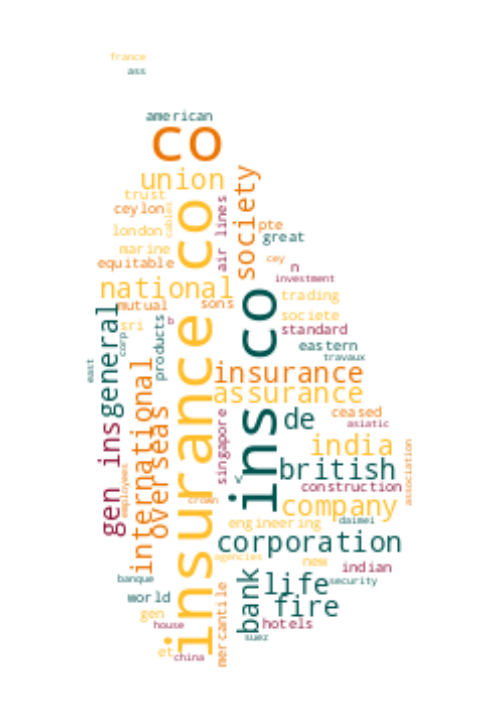 france
ass
american
co
union
trust
ceylon
cables
london
marine
equitable
air lines
society
pte
great
cey
n
investment
national
mutual
sons
b
trading
sri
societe
standard
corp
products
eastern
travaux
east
general
insurance co
ins co
insurance
assurance
international
overseas
gen ins
de
ceased
asiatic
india
singapore
british
association
employees
construction
crown
company
engineering
daimei
corporation
agencies
new
indian
banque
bank
life
security
world
fire
gen
house
mercantile
hotels
suez
et
china